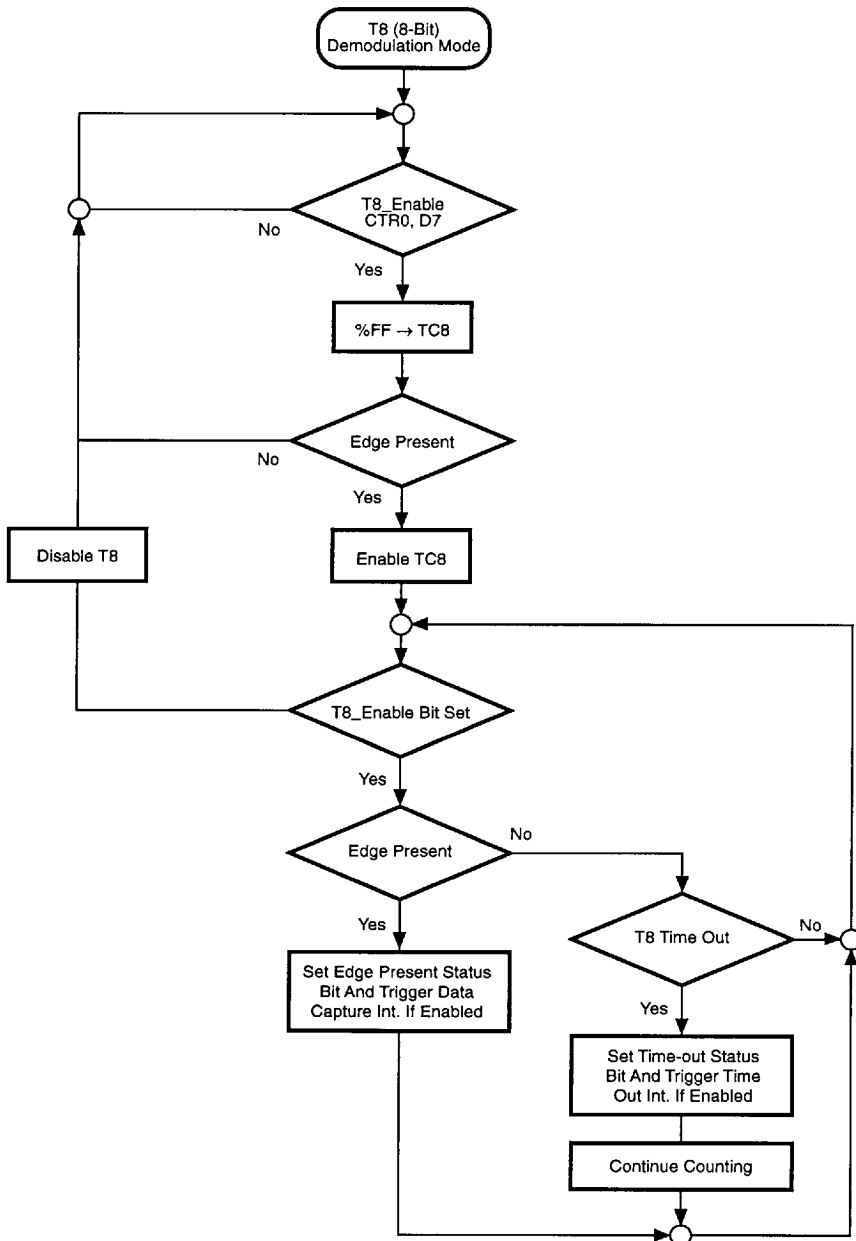 T8 (8-Bit)
Demodulation Mode
T8_Enable
CTR0, D7
No
Yes
%FF → TC8
Edge Present
No
Yes
Disable T8
Enable TC8
T8_Enable Bit Set
Yes
Edge Present
No
Yes
T8 Time Out
No
Set Edge Present Status
Bit And Trigger Data
Capture Int. If Enabled
Yes
Set Time-out Status
Bit And Trigger Time
Out Int. If Enabled
Continue Counting